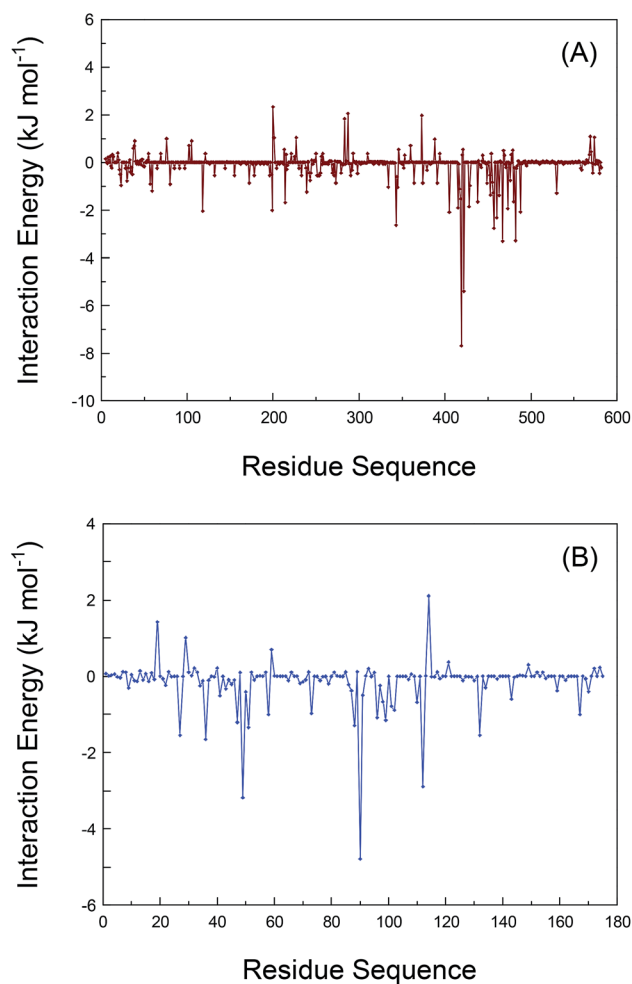 (A)
Interaction Energy (kJ mol⁻¹)
6
4
2
0
-2
-4
-6
-8
-10
0 100 200 300 400 500 600
Residue Sequence
(B)
Interaction Energy (kJ mol⁻¹)
4
2
0
-2
-4
-6
0 20 40 60 80 100 120 140 160 180
Residue Sequence